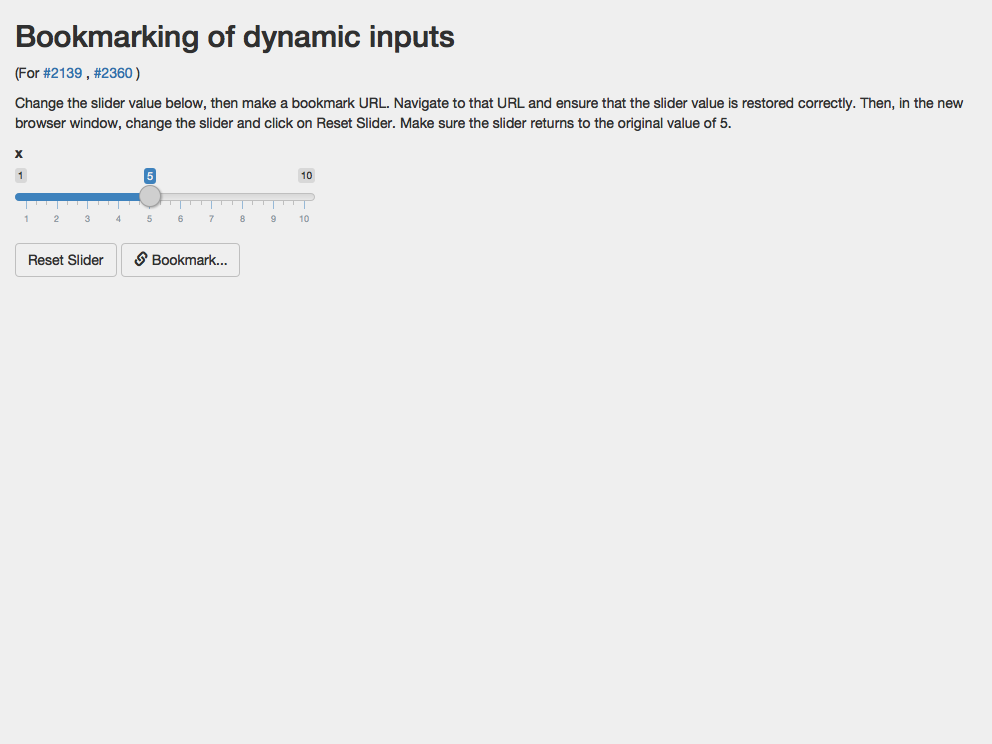 Bookmarking of dynamic inputs
(For #2139 , #2360 )
Change the slider value below, then make a bookmark URL. Navigate to that URL and ensure that the slider value is restored correctly. Then, in the new
browser window, change the slider and click on Reset Slider. Make sure the slider returns to the original value of 5.
x
1 5 10
1 2 3 4 5 6 7 8 9 10
Reset Slider Bookmark...